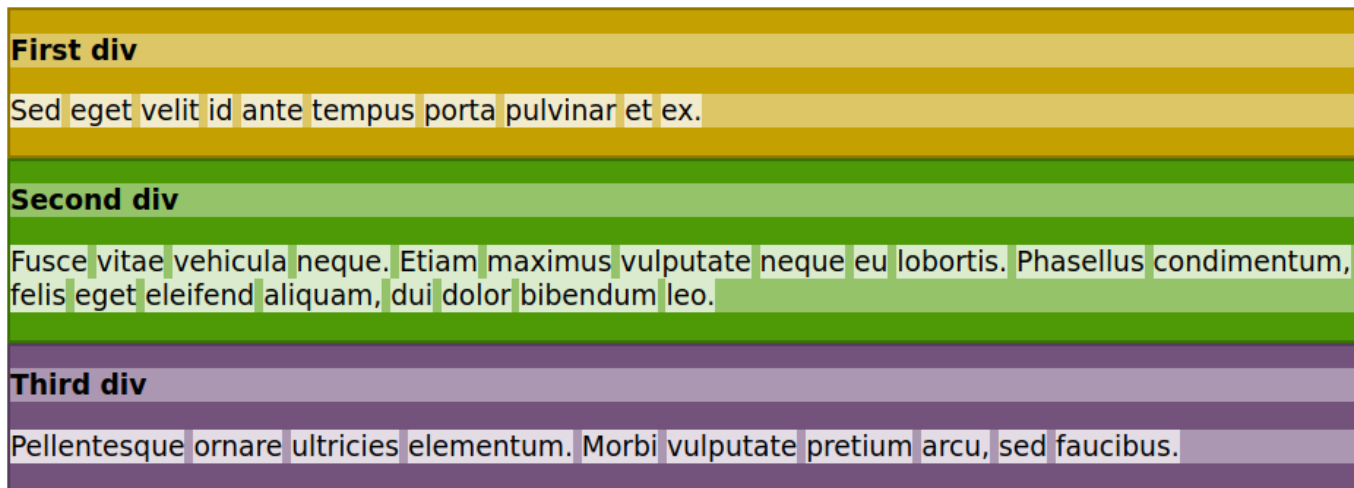 First div
Sed eget velit id ante tempus porta pulvinar et ex.
Second div
Fusce vitae vehicula neque. Etiam maximus vulputate neque eu lobortis. Phasellus condimentum,
felis eget eleifend aliquam, dui dolor bibendum leo.
Third div
Pellentesque ornare ultricies elementum. Morbi vulputate pretium arcu, sed faucibus.